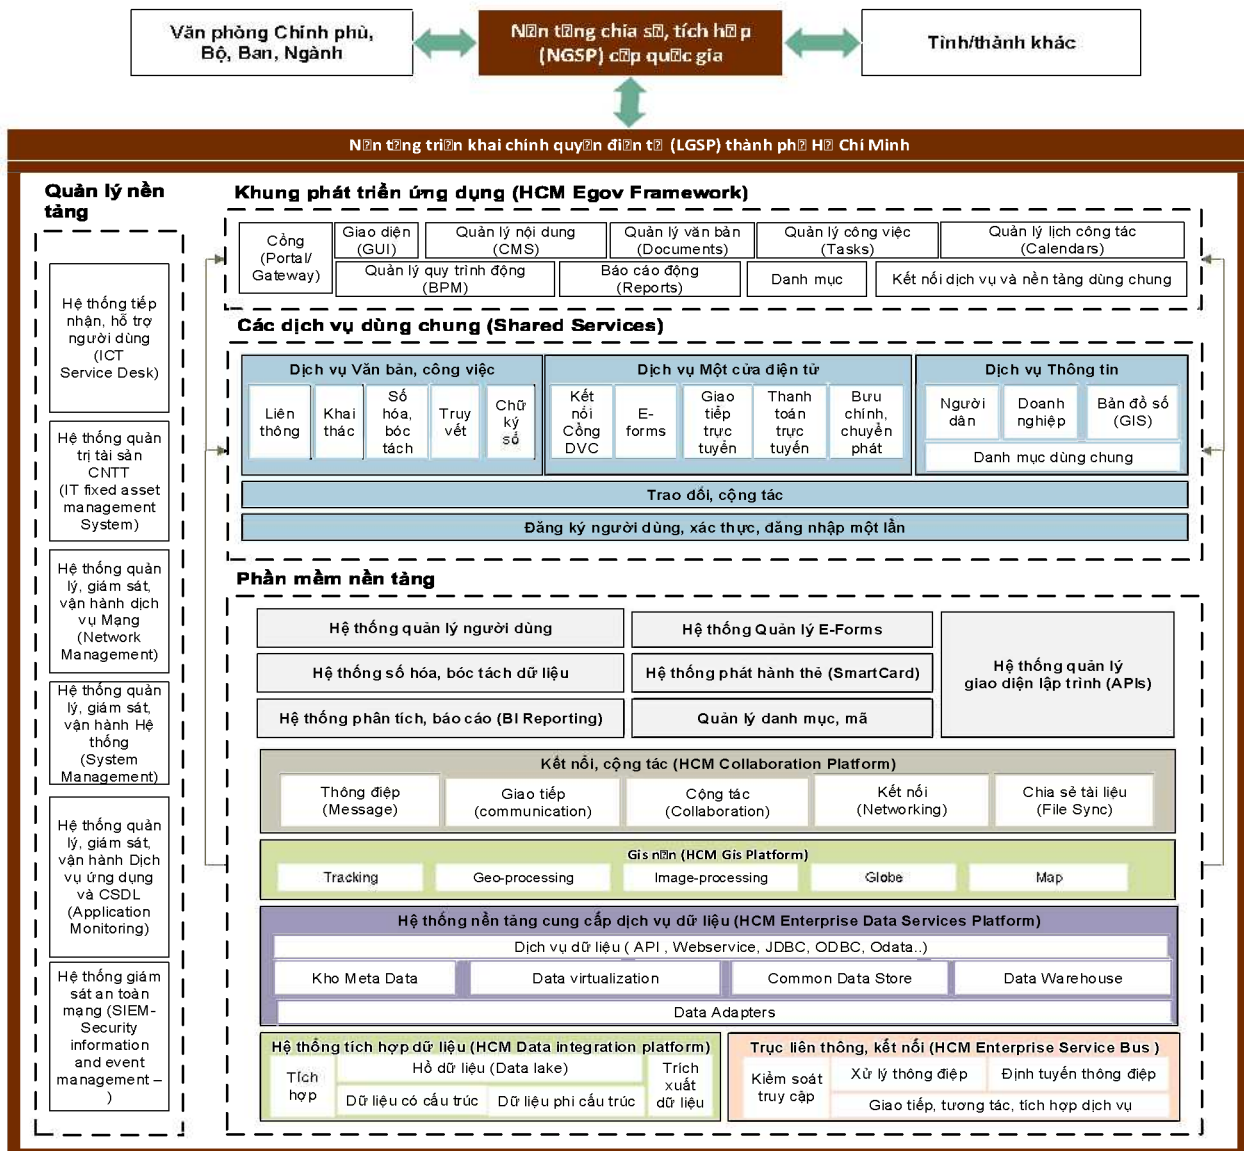 Văn phòng Chính phủ,
Bộ, Ban, Ngành
Nền tảng chia sẻ, tích hợp
(NGSP) cấp quốc gia
Tỉnh/thành khác
Nền tảng triển khai chính quyền điện tử (LGSP) thành phố Hồ Chí Minh
Quản lý nền
tảng
Hệ thống tiếp
nhận, hỗ trợ
người dùng
(ICT
Service Desk)
Hệ thống quản
trị tài sản
CNTT
(IT fixed asset
management
System)
Hệ thống quản
lý, giám sát,
vận hành dịch
vụ Mạng
(Network
Management)
Hệ thống quản
lý, giám sát,
vận hành Hệ
thống
(System
Management)
Hệ thống quản
lý, giám sát,
vận hành Dịch
vụ ứng dụng
và CSDL
(Application
Monitoring)
Hệ thống giám
sát an toàn
mạng (SIEM-
Security
information
and event
management –
)
Khung phát triển ứng dụng (HCM Egov Framework)
Cổng
(Portal/
Gateway)
Giao diện
(GUI)
Quản lý nội dung
(CMS)
Quản lý văn bản
(Documents)
Quản lý công việc
(Tasks)
Quản lý lịch công tác
(Calendars)
Quản lý quy trình động
(BPM)
Báo cáo động
(Reports)
Danh mục
Kết nối dịch vụ và nền tảng dùng chung
Các dịch vụ dùng chung (Shared Services)
Dịch vụ Văn bản, công việc
Liên
thông
Khai
thác
Số
hóa,
bóc
tách
Truy
vết
Chữ
ký
số
Dịch vụ Một cửa điện tử
Kết
nối
Cổng
DVC
E-
forms
Giao
tiếp
trực
tuyến
Thanh
toán
trực
tuyến
Bưu
chính,
chuyển
phát
Dịch vụ Thông tin
Người
dân
Doanh
nghiệp
Bản đồ số
(GIS)
Danh mục dùng chung
Trao đổi, cộng tác
Đăng ký người dùng, xác thực, đăng nhập một lần
Phần mềm nền tảng
Hệ thống quản lý người dùng
Hệ thống Quản lý E-Forms
Hệ thống số hóa, bóc tách dữ liệu
Hệ thống phát hành thẻ (SmartCard)
Hệ thống phân tích, báo cáo (BI Reporting)
Quản lý danh mục, mã
Hệ thống quản lý
giao diện lập trình (APIs)
Kết nối, cộng tác (HCM Collaboration Platform)
Thông điệp
(Message)
Giao tiếp
(communication)
Cộng tác
(Collaboration)
Kết nối
(Networking)
Chia sẻ tài liệu
(File Sync)
Gis nền (HCM Gis Platform)
Tracking
Geo-processing
Image-processing
Globe
Map
Hệ thống nền tảng cung cấp dịch vụ dữ liệu (HCM Enterprise Data Services Platform)
Dịch vụ dữ liệu ( API , Webservice, JDBC, ODBC, Odata..)
Kho Meta Data
Data virtualization
Common Data Store
Data Warehouse
Data Adapters
Hệ thống tích hợp dữ liệu (HCM Data integration platform)
Tích
hợp
Hồ dữ liệu (Data lake)
Dữ liệu có cấu trúc
Dữ liệu phi cấu trúc
Trích
xuất
dữ liệu
Trục liên thông, kết nối (HCM Enterprise Service Bus )
Kiểm soát
truy cập
Xử lý thông điệp
Định tuyến thông điệp
Giao tiếp, tương tác, tích hợp dịch vụ